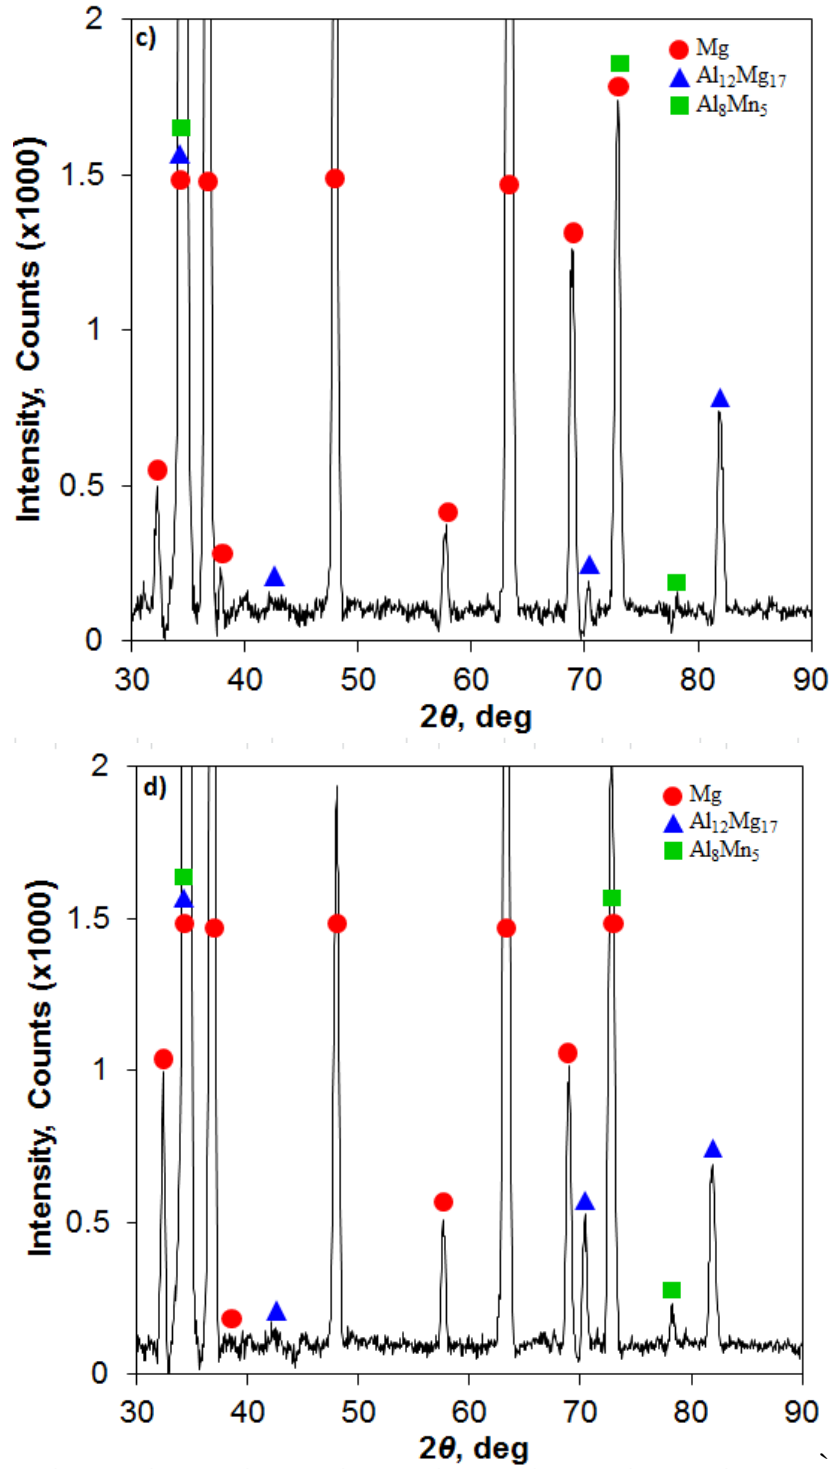 c)
Mg
Al₁₂Mg₁₇
Al₈Mn₅
2
1.5
1
0.5
0
Intensity, Counts (x1000)
30 40 50 60 70 80 90
2θ, deg
d)
Mg
Al₁₂Mg₁₇
Al₈Mn₅
2
1.5
1
0.5
0
Intensity, Counts (x1000)
30 40 50 60 70 80 90
2θ, deg
`